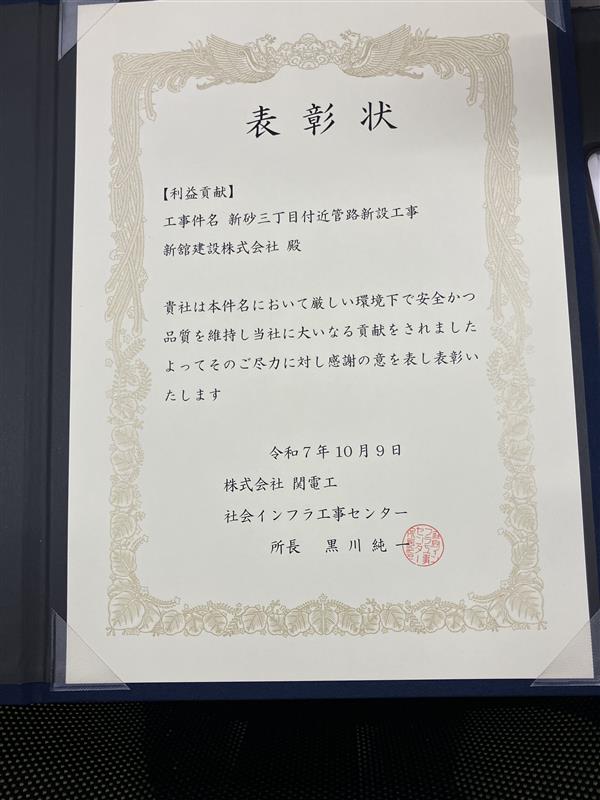 表彰状
【利益貢献】
工事件名 新砂三丁目付近管路新設工事
新舘建設株式会社 殿
貴社は本件名において厳しい環境下で安全かつ
品質を維持し当社に大いなる貢献をされました
よってそのご尽力に対し感謝の意を表し表彰い
たします
令和7年10月9日
株式会社 関電工
社会インフラ工事センター
所長 黒川純一